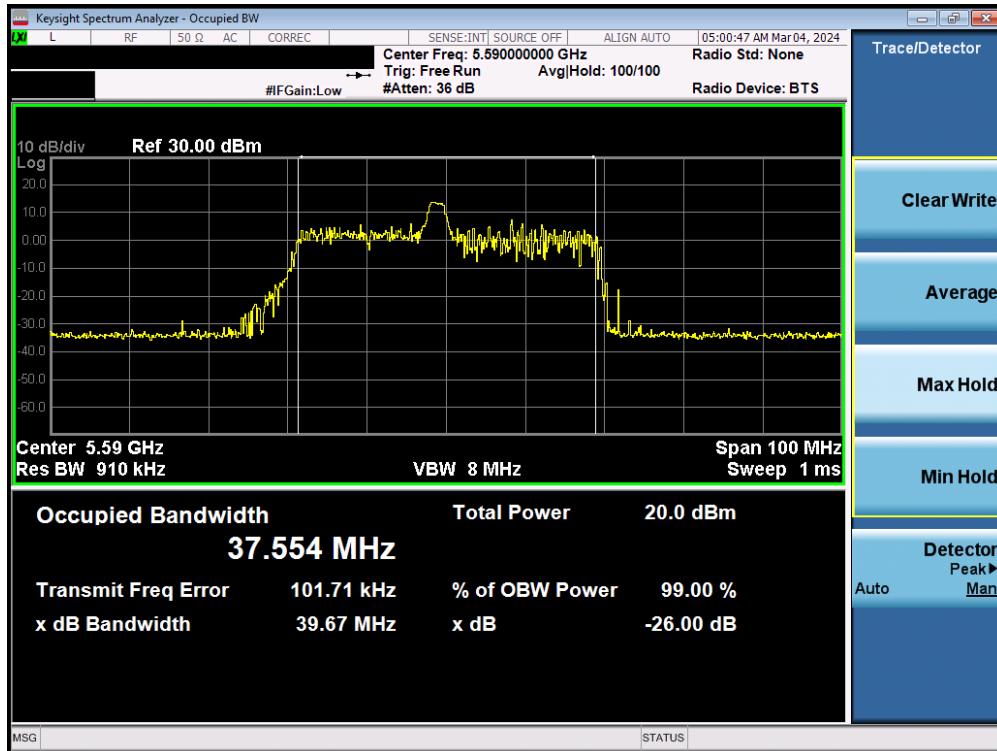 Keysight Spectrum Analyzer - Occupied BW
LXI L RF 50 Ω AC CORREC SENSE:INT SOURCE OFF ALIGN AUTO 05:00:47 AM Mar 04, 2024
Center Freq: 5.590000000 GHz Radio Std: None
Trig: Free Run Avg|Hold: 100/100
#IFGain:Low #Atten: 36 dB Radio Device: BTS
Trace/Detector
10 dB/div Ref 30.00 dBm
Log
20.0
10.0
0.00
-10.0
-20.0
-30.0
-40.0
-50.0
-60.0
Center 5.59 GHz Span 100 MHz
Res BW 910 kHz VBW 8 MHz Sweep 1 ms
Occupied Bandwidth Total Power 20.0 dBm
37.554 MHz
Transmit Freq Error 101.71 kHz % of OBW Power 99.00 %
x dB Bandwidth 39.67 MHz x dB -26.00 dB
Clear Write
Average
Max Hold
Min Hold
Detector
Peak▶
Auto Man
MSG STATUS